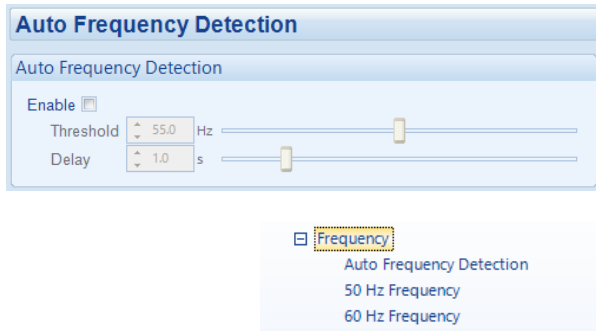 Auto Frequency Detection
Auto Frequency Detection
Enable
Threshold 55.0 Hz
Delay 1.0 s
Frequency
Auto Frequency Detection
50 Hz Frequency
60 Hz Frequency